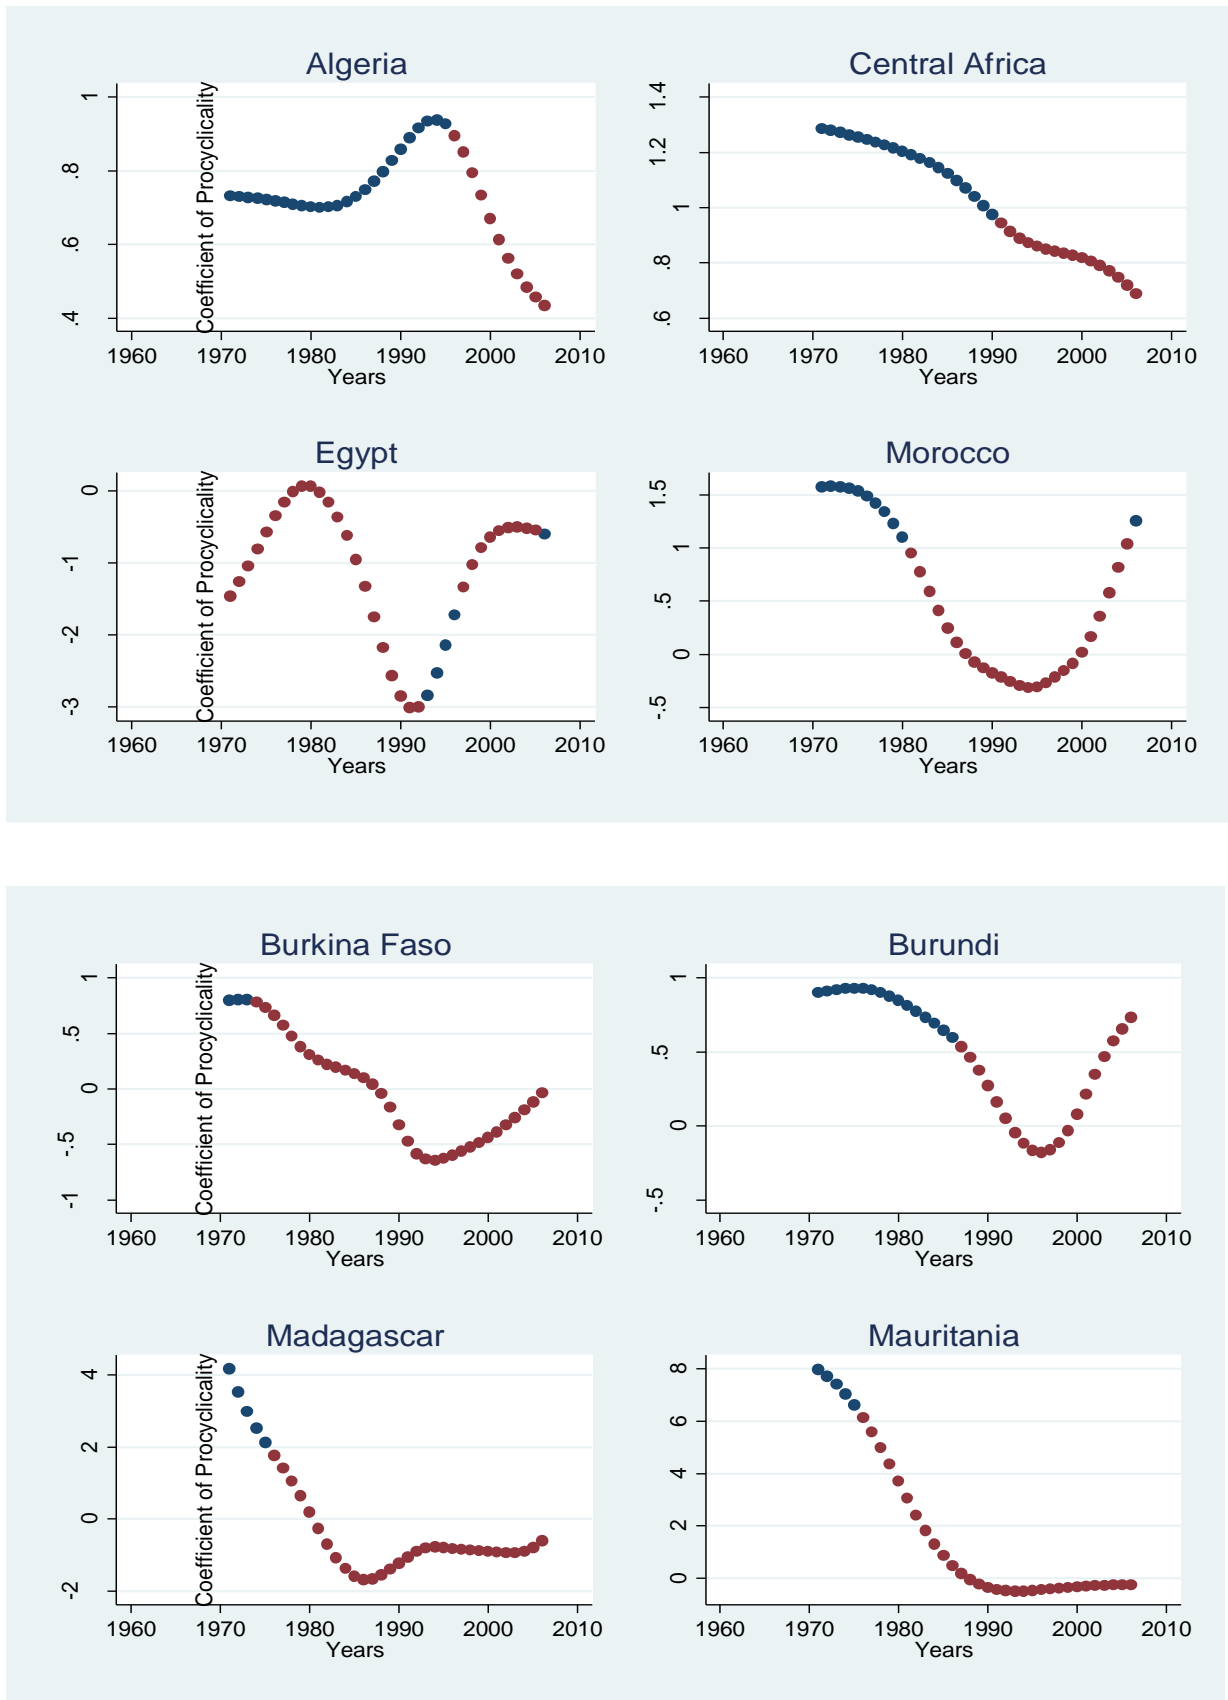 Algeria
Coefficient of Procyclicality
1
.8
.6
.4
1960 1970 1980 1990 2000 2010
Years
Central Africa
1.4
1.2
1
.8
.6
1960 1970 1980 1990 2000 2010
Years
Egypt
Coefficient of Procyclicality
0
-1
-2
-3
1960 1970 1980 1990 2000 2010
Years
Morocco
1.5
1
.5
0
-.5
1960 1970 1980 1990 2000 2010
Years
Burkina Faso
Coefficient of Procyclicality
1
.5
0
-.5
-1
1960 1970 1980 1990 2000 2010
Years
Burundi
1
.5
0
-.5
1960 1970 1980 1990 2000 2010
Years
Madagascar
Coefficient of Procyclicality
4
2
0
-2
1960 1970 1980 1990 2000 2010
Years
Mauritania
8
6
4
2
0
1960 1970 1980 1990 2000 2010
Years